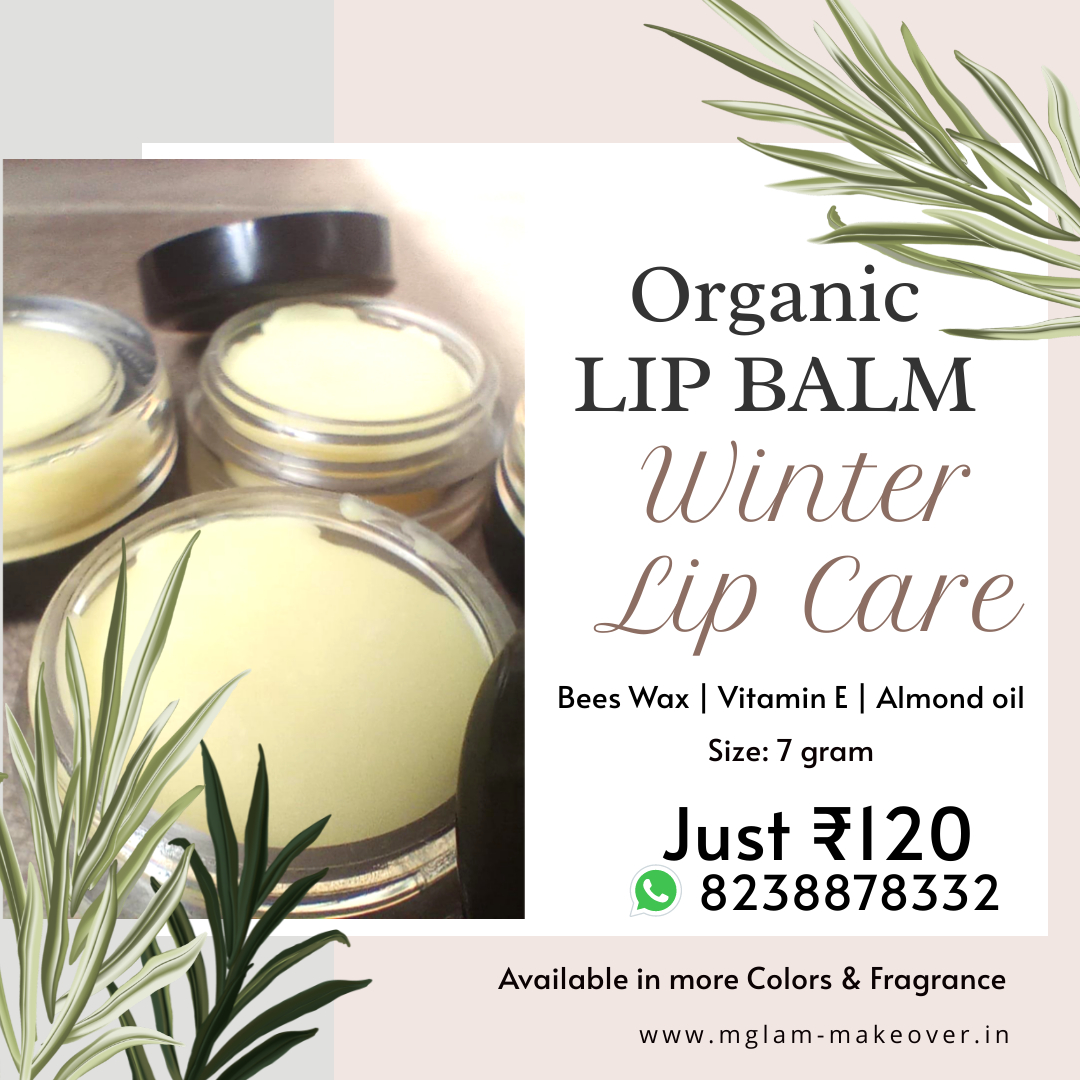 Organic
LIP BALM
Winter
Lip Care
Bees Wax | Vitamin E | Almond oil
Size: 7 gram
Just ₹120
8238878332
Available in more Colors & Fragrance
www.mglam-makeover.in